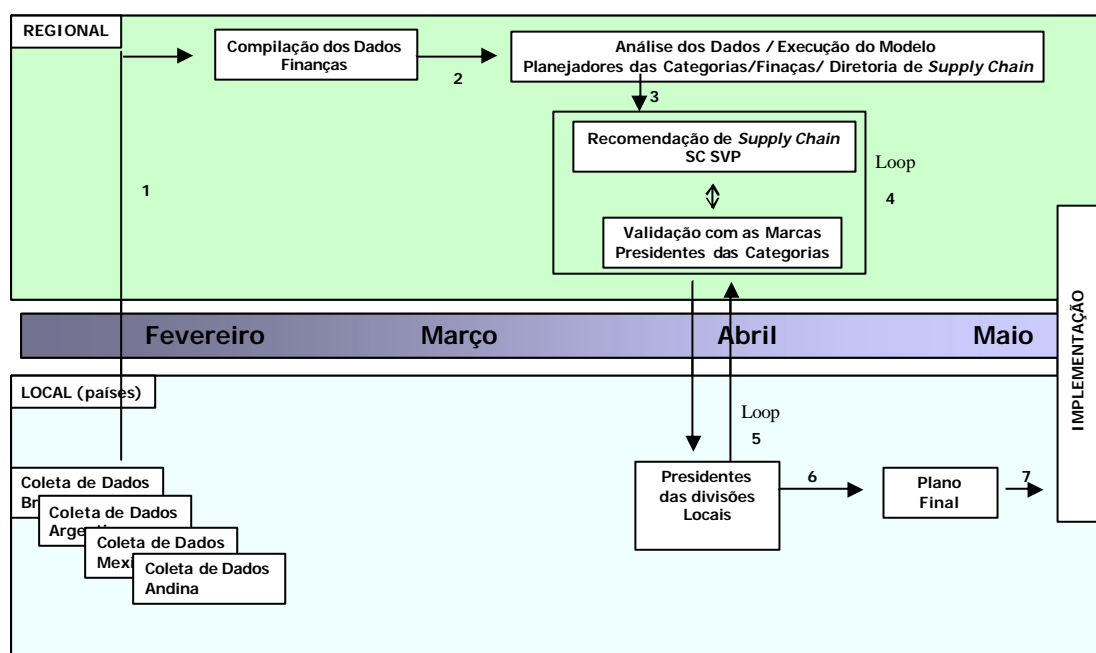 REGIONAL
Compilação dos Dados
Finanças
2
Análise dos Dados / Execução do Modelo
Planejadores das Categorias/Finaças/ Diretoria de Supply Chain
3
Recomendação de Supply Chain
SC SVP
Loop
4
1
Validação com as Marcas
Presidentes das Categorias
IMPLEMENTAÇÃO
Fevereiro
Março
Abril
Maio
LOCAL (países)
Loop
5
Presidentes
das divisões
Locais
6
Plano
Final
7
Coleta de Dados
Coleta de Dados
Coleta de Dados
Coleta de Dados
Andina